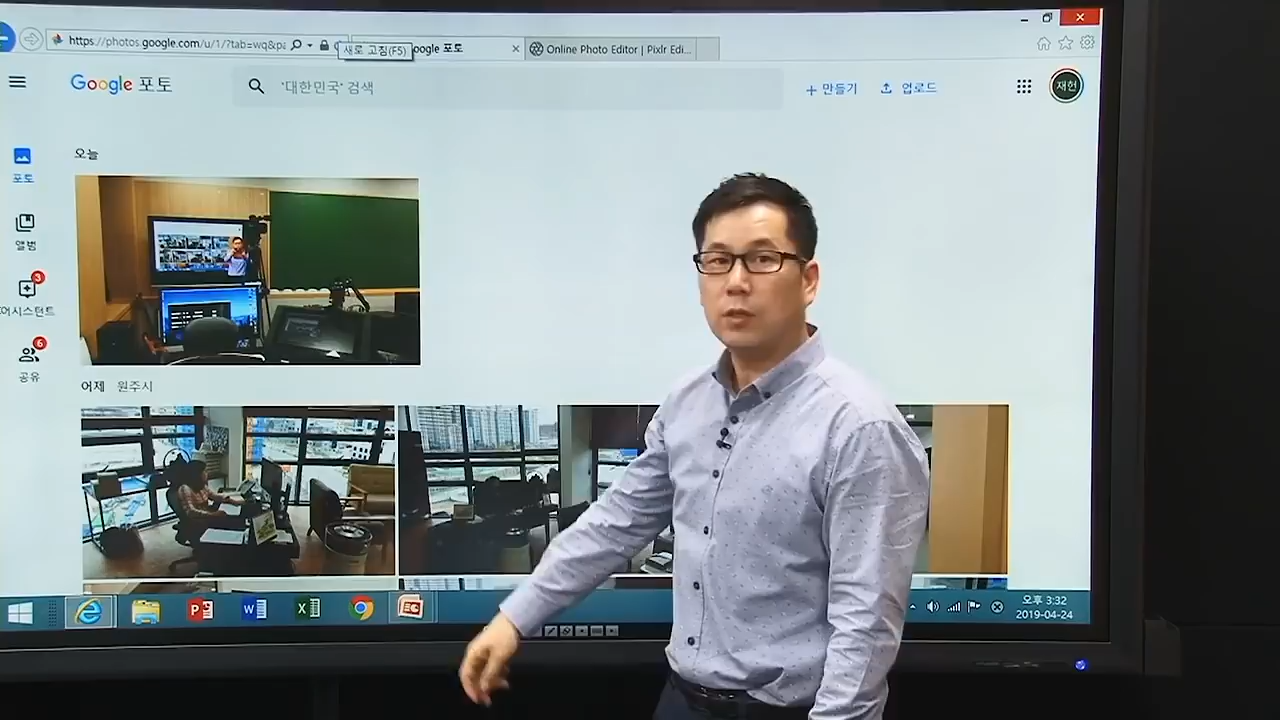 https://photos.google.com/u/1/?tab=wq&pa
새로 고침(F5)
oogle 포토
Online Photo Editor | Pixlr Edi...
Google 포토
"대한민국" 검색
+ 만들기
업로드
재헌
오늘
포토
앨범
3
어시스턴트
6
공유
어제 원주시
오후 3:32
2019-04-24